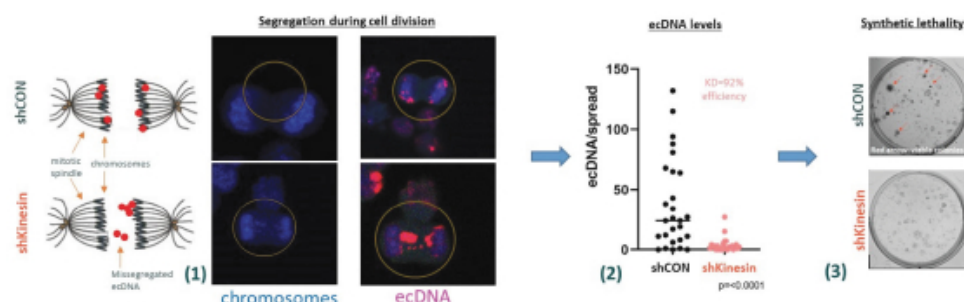 Segregation during cell division
ecDNA levels
Synthetic lethality
shCON
mitotic
spindle
chromosomes
shKinesin
Missegregated
ecDNA
(1)
chromosomes
ecDNA
ecDNA/spread
150
100
50
0
KD=92%
efficiency
shCON
shKinesin
p=<0.0001
(2)
shCON
Red arrow: viable colonies
shKinesin
(3)